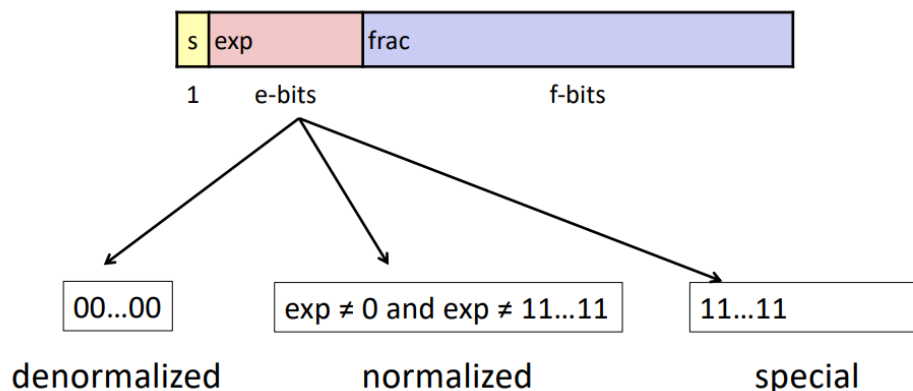 s exp frac
1 e-bits f-bits
00...00 exp ≠ 0 and exp ≠ 11...11 11...11
denormalized normalized special